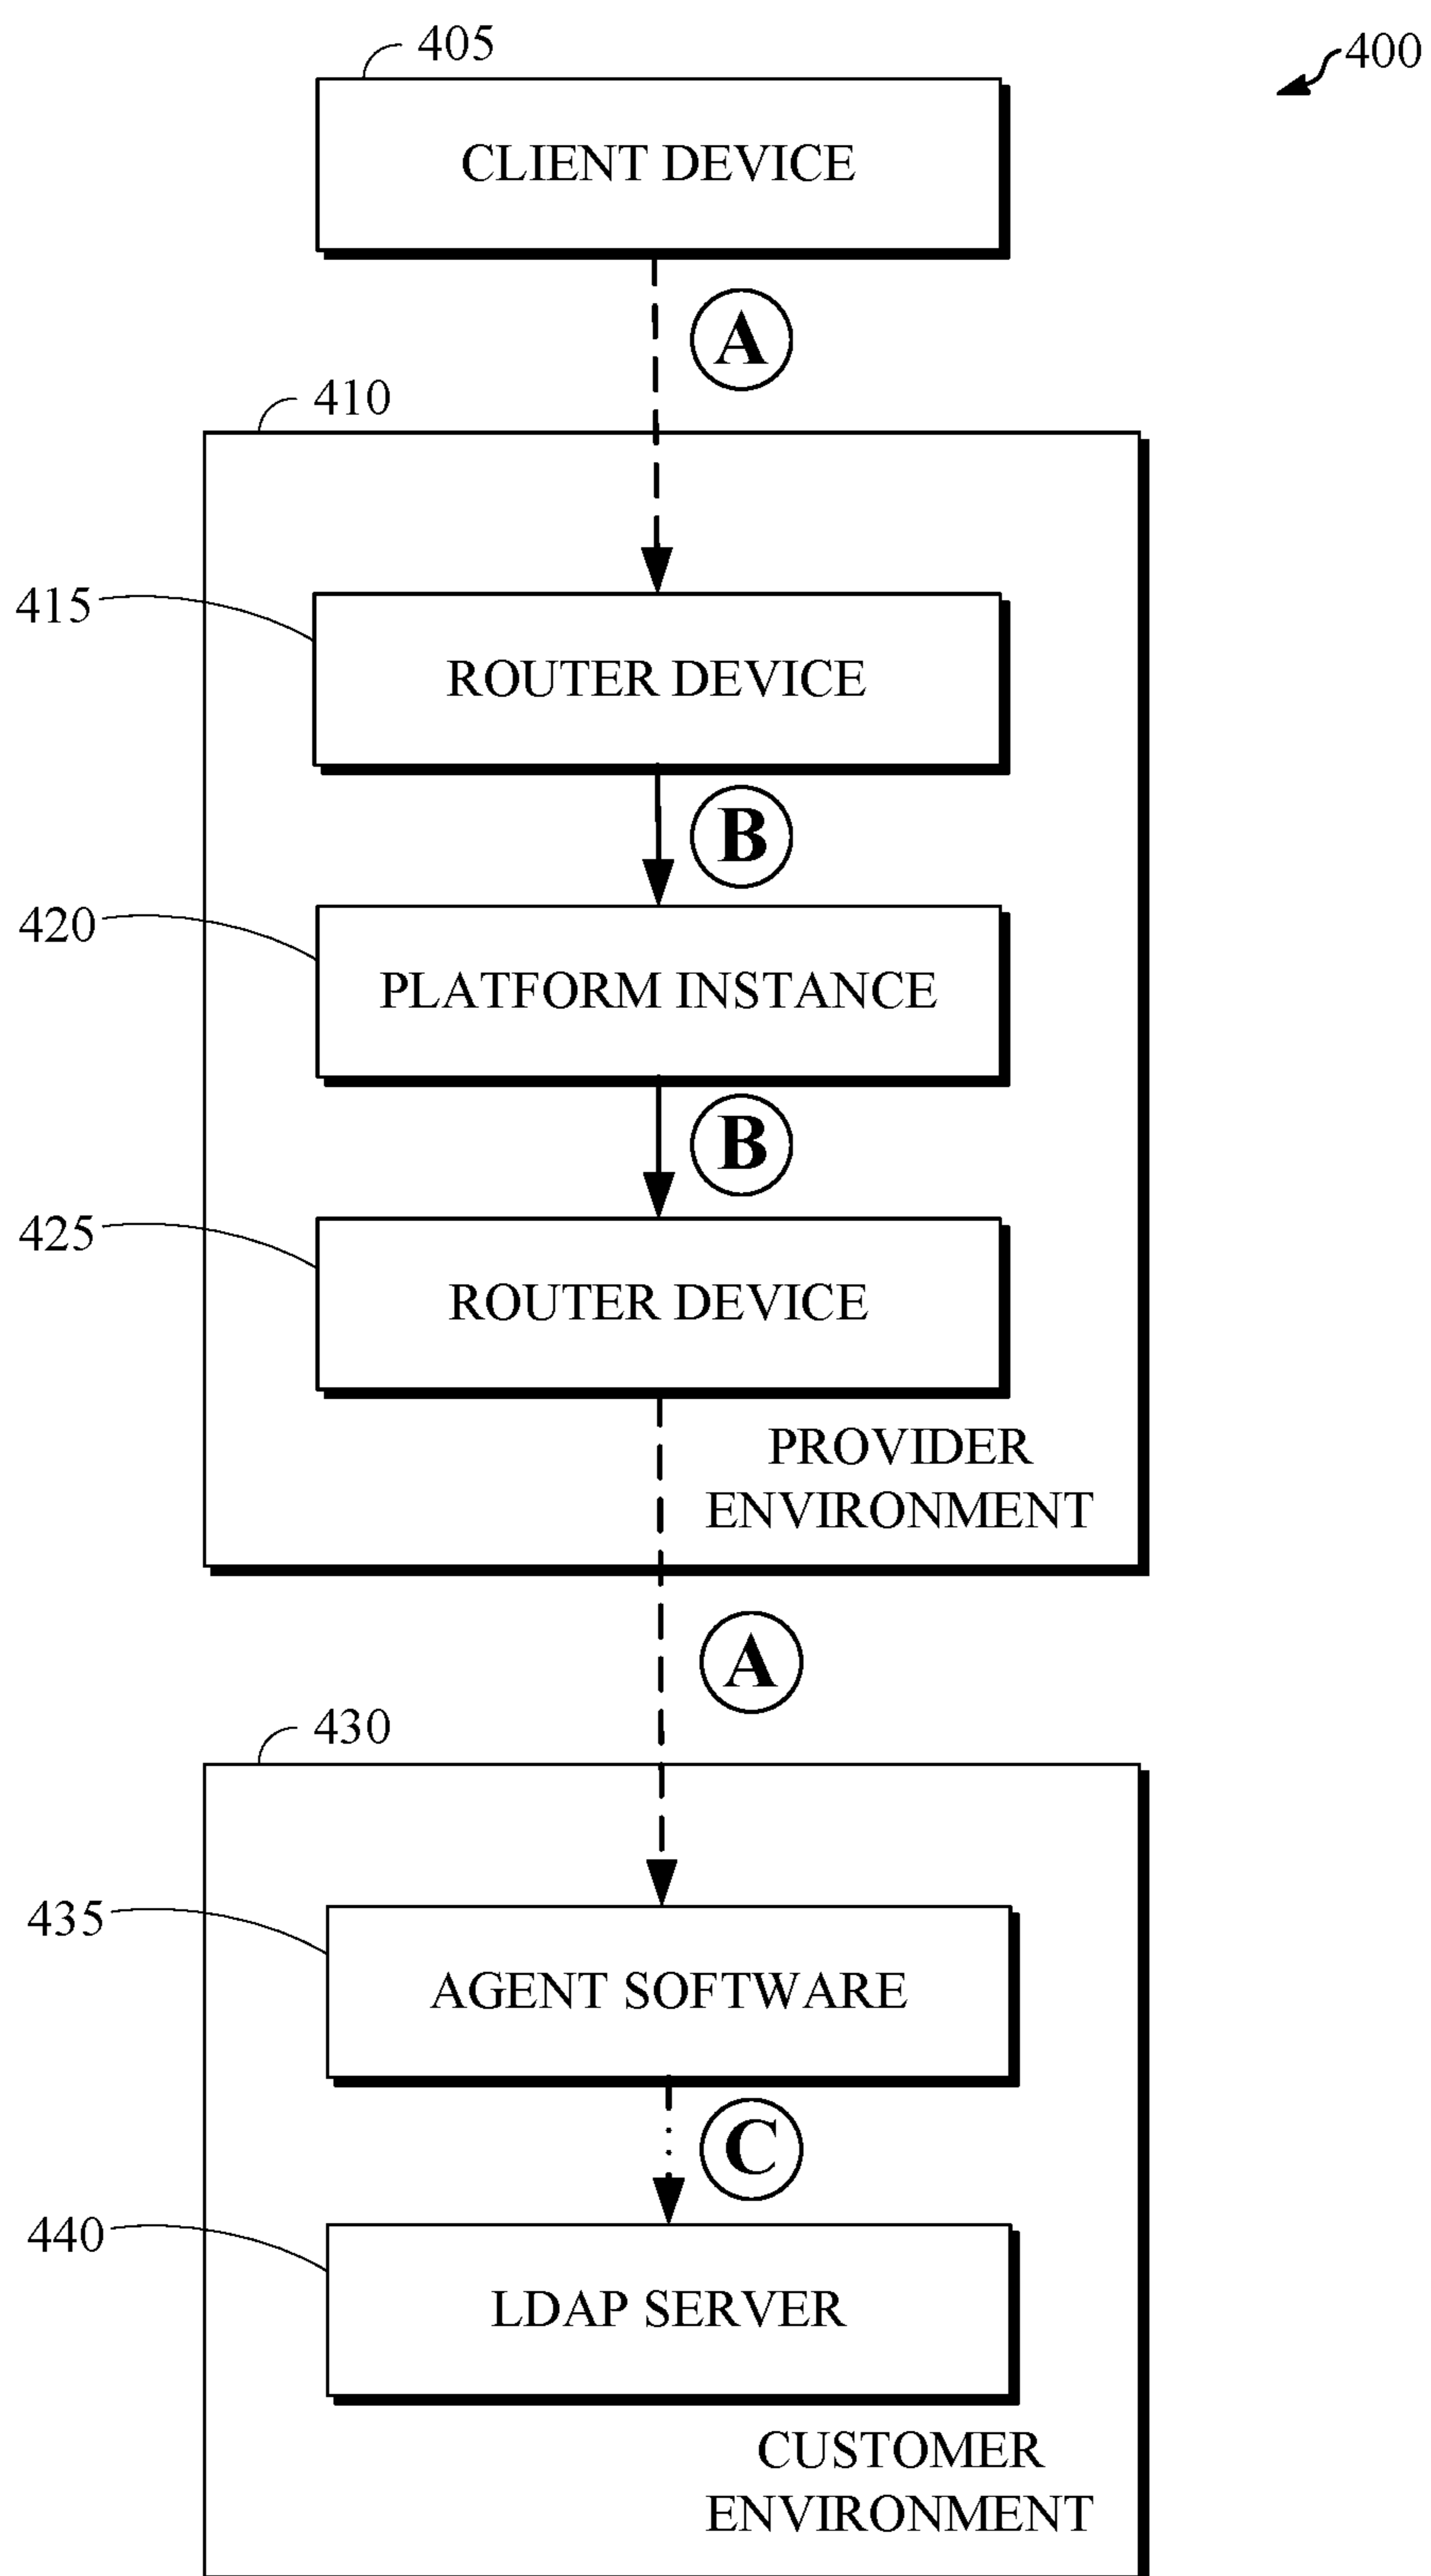 405
400
CLIENT DEVICE
A
410
415
ROUTER DEVICE
B
420
PLATFORM INSTANCE
B
425
ROUTER DEVICE
PROVIDER
ENVIRONMENT
A
430
435
AGENT SOFTWARE
C
440
LDAP SERVER
CUSTOMER
ENVIRONMENT